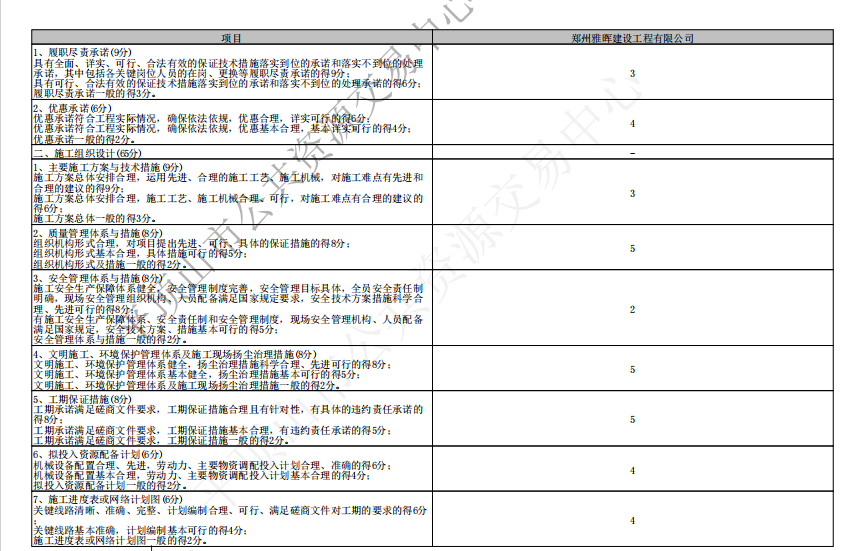 项目
郑州雅晖建设工程有限公司
1、履职尽责承诺(9分)
具有全面、详实、可行、合法有效的保证技术措施落实到位的承诺和落实不到位的处理
承诺，其中包括各关键岗位人员的在岗、更换等履职尽责承诺的得9分；
具有可行、合法有效的保证技术措施落实到位的承诺和落实不到位的处理承诺的得6分；
履职尽责承诺一般的得3分。
3
2、优惠承诺(6分)
优惠承诺符合工程实际情况，确保依法依规，优惠合理，详实可行的得6分；
优惠承诺符合工程实际情况，确保依法依规，优惠基本合理，基本详实可行的得4分；
优惠承诺一般的得2分。
4
二、施工组织设计(65分)
-
1、主要施工方案与技术措施(9分)
施工方案总体安排合理，运用先进、合理的施工工艺、施工机械，对施工难点有先进和
合理的建议的得9分；
施工方案总体安排合理，施工工艺、施工机械合理、可行，对施工难点有合理的建议的
得6分；
施工方案总体一般的得3分。
3
2、质量管理体系与措施(8分)
组织机构形式合理，对项目提出先进、可行、具体的保证措施的得8分；
组织机构形式基本合理，具体措施可行的得5分；
组织机构形式及措施一般的得2分。
5
3、安全管理体系与措施(8分)
施工安全生产保障体系健全，安全管理制度完善，安全管理目标具体，全员安全责任制
明确，现场安全管理组织机构、人员配备满足国家规定要求，安全技术方案措施科学合
理、先进可行的得8分；
有施工安全生产保障体系、安全责任制和安全管理制度，现场安全管理机构、人员配备
满足国家规定，安全技术方案、措施基本可行的得5分；
安全管理体系与措施一般的得2分。
2
4、文明施工、环境保护管理体系及施工现场扬尘治理措施(8分)
文明施工、环境保护管理体系健全，扬尘治理措施科学合理、先进可行的得8分；
文明施工、环境保护管理体系基本健全，扬尘治理措施基本可行的得5分；
文明施工、环境保护管理体系及施工现场扬尘治理措施一般的得2分。
5
5、工期保证措施(8分)
工期承诺满足磋商文件要求，工期保证措施合理且有针对性，有具体的违约责任承诺的
得8分；
工期承诺满足磋商文件要求，工期保证措施基本合理，有违约责任承诺的得5分；
工期承诺满足磋商文件要求，工期保证措施一般的得2分。
5
6、拟投入资源配备计划(6分)
机械设备配置合理、先进，劳动力、主要物资调配投入计划合理、准确的得6分；
机械设备配置基本合理，劳动力、主要物资调配投入计划基本合理的得4分；
拟投入资源配备计划一般的得2分。
4
7、施工进度表或网络计划图(6分)
关键线路清晰、准确、完整、计划编制合理、可行、满足磋商文件对工期的要求的得6分
；
关键线路基本准确，计划编制基本可行的得4分；
施工进度表或网络计划图一般的得2分。
4
平顶山市公共资源交易中心
平顶山市公共资源交易中心